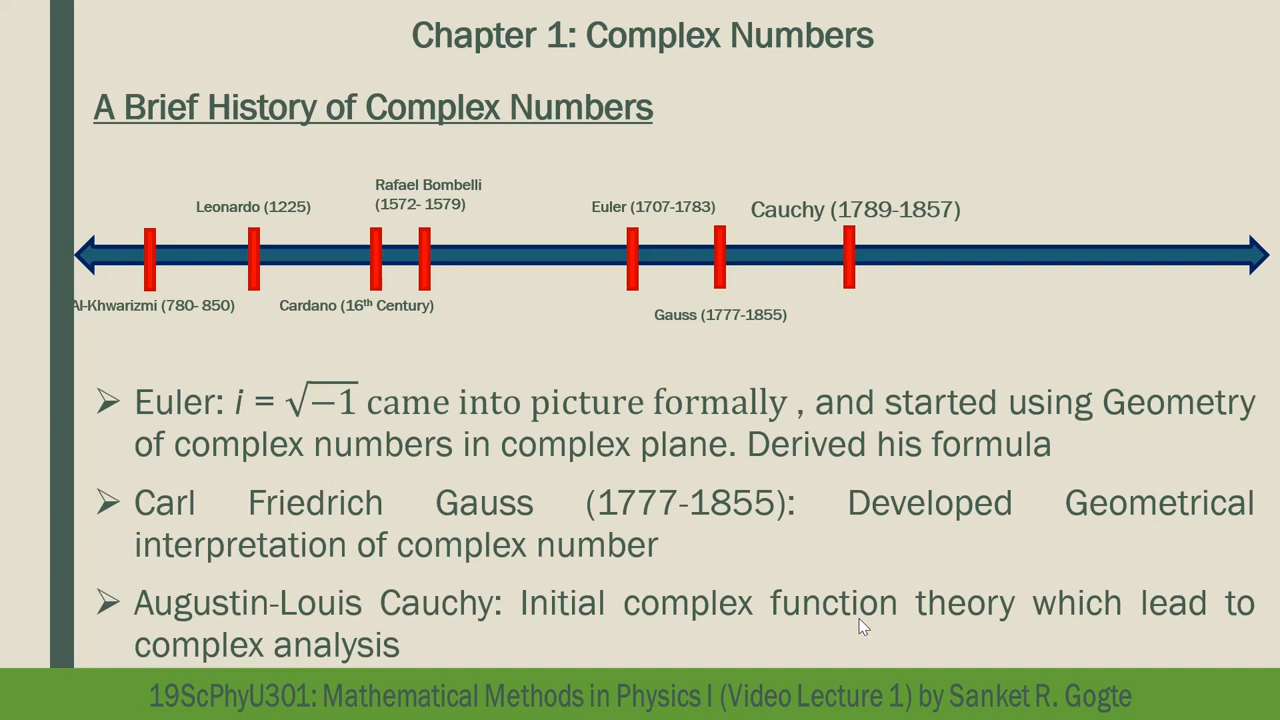 Chapter 1: Complex Numbers
A Brief History of Complex Numbers
Rafael Bombelli
(1572- 1579)
Leonardo (1225)
Euler (1707-1783)
Cauchy (1789-1857)
Al-Khwarizmi (780- 850)
Cardano (16th Century)
Gauss (1777-1855)
➢ Euler: i = √−1 came into picture formally , and started using Geometry
of complex numbers in complex plane. Derived his formula
➢ Carl Friedrich Gauss (1777-1855): Developed Geometrical
interpretation of complex number
➢ Augustin-Louis Cauchy: Initial complex function theory which lead to
complex analysis
19ScPhyU301: Mathematical Methods in Physics I (Video Lecture 1) by Sanket R. Gogte